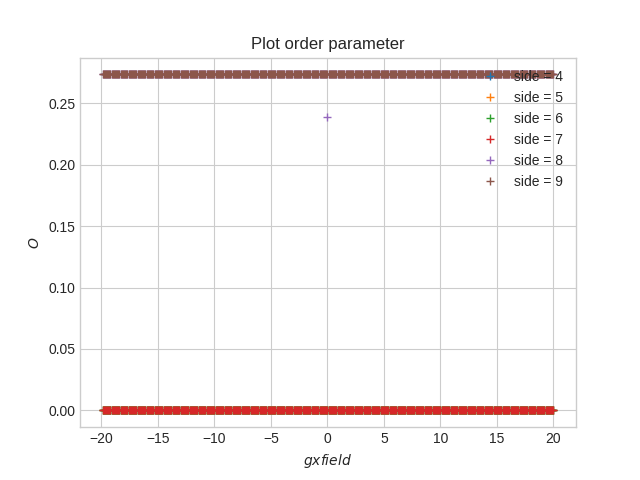 Plot order parameter
side = 4
side = 5
side = 6
side = 7
side = 8
side = 9
0.25
0.20
0.15
0.10
0.05
0.00
O
−20
−15
−10
−5
0
5
10
15
20
gxfield